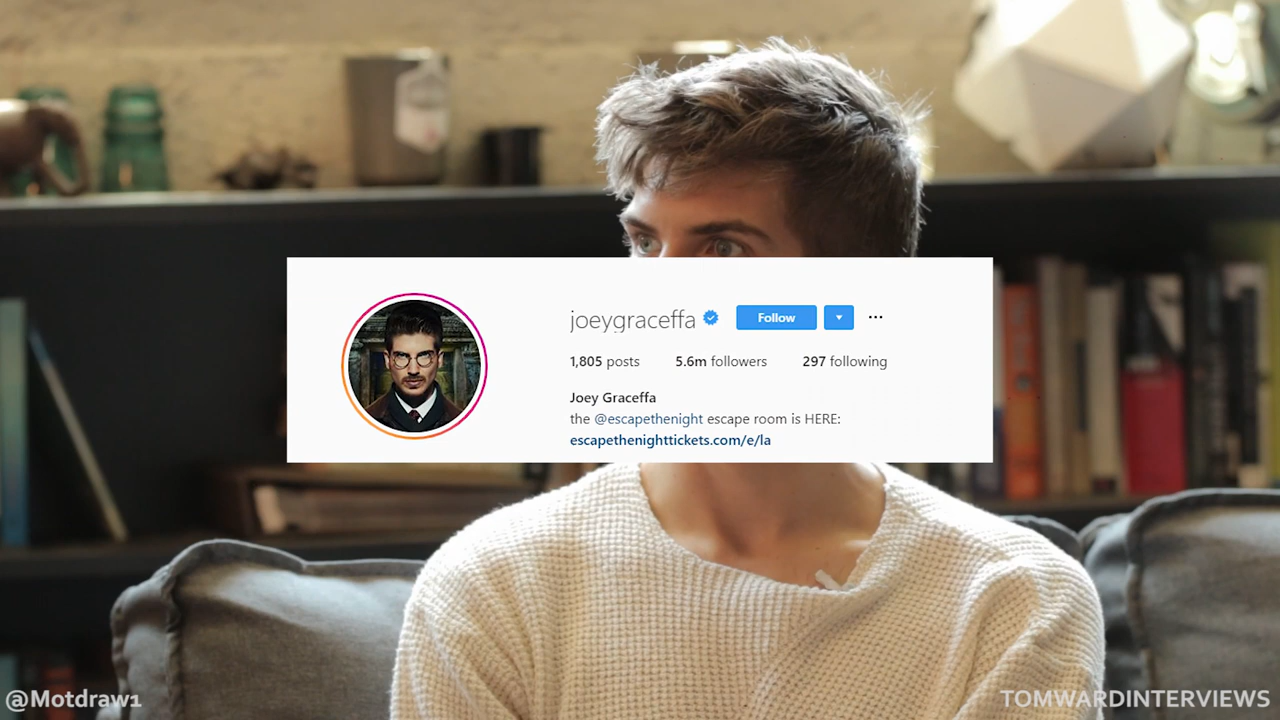 joeygraceffa Follow ...
1,805 posts 5.6m followers 297 following
Joey Graceffa
the @escapethenight escape room is HERE:
escapethenighttickets.com/e/la
@Motdraw1 TOMWARDINTERVIEWS